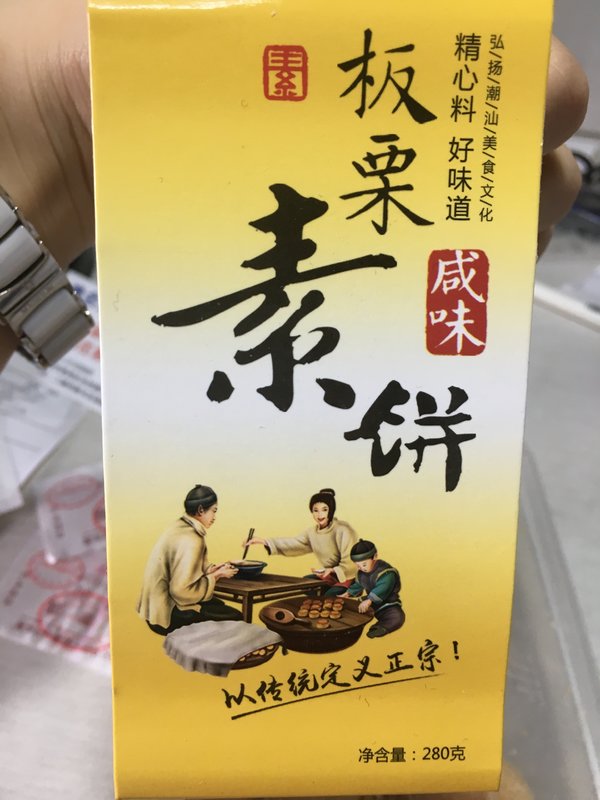 弘/扬/潮/汕/美/食/文/化
精心料 好味道
板栗
素
素饼
咸味
以传统定义正宗！
净含量：280克